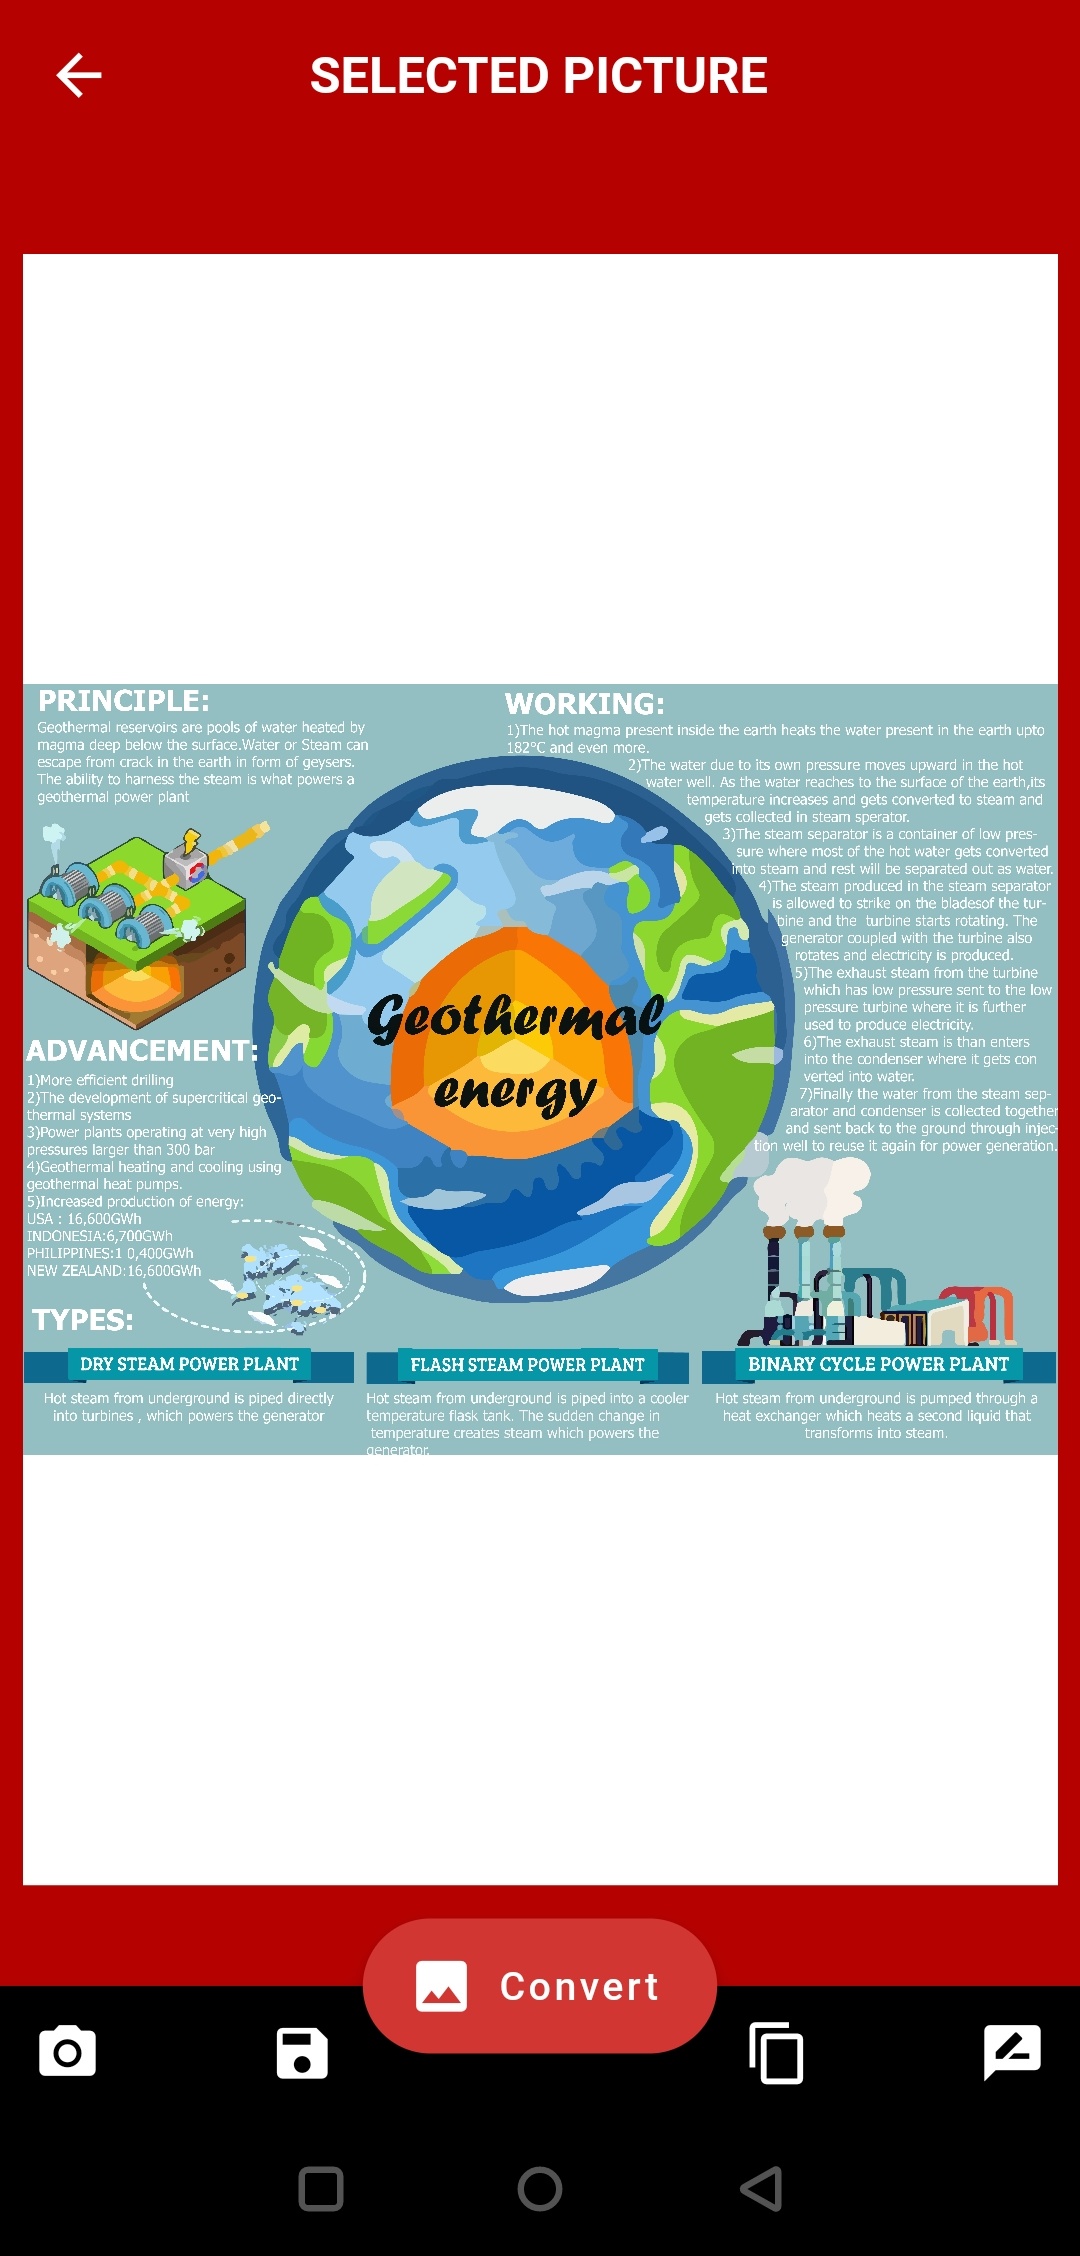 SELECTED PICTURE
PRINCIPLE:
Geothermal reservoirs are pools of water heated by
magma deep below the surface.Water or Steam can
escape from crack in the earth in form of geysers.
The ability to harness the steam is what powers a
geothermal power plant
WORKING:
1)The hot magma present inside the earth heats the water present in the earth upto
182°C and even more.
2)The water due to its own pressure moves upward in the hot
water well. As the water reaches to the surface of the earth,its
temperature increases and gets converted to steam and
gets collected in steam sperator.
3)The steam separator is a container of low pres-
sure where most of the hot water gets converted
into steam and rest will be separated out as water.
4)The steam produced in the steam separator
is allowed to strike on the bladesof the tur-
bine and the  turbine starts rotating. The
generator coupled with the turbine also
rotates and electricity is produced.
5)The exhaust steam from the turbine
which has low pressure sent to the low
pressure turbine where it is further
used to produce electricity.
6)The exhaust steam is than enters
into the condenser where it gets con
verted into water.
7)Finally the water from the steam sep-
arator and condenser is collected together
and sent back to the ground through injec-
tion well to reuse it again for power generation.
Geothermal
energy
ADVANCEMENT:
1)More efficient drilling
2)The development of supercritical geo-
thermal systems
3)Power plants operating at very high
pressures larger than 300 bar
4)Geothermal heating and cooling using
geothermal heat pumps.
5)Increased production of energy:
USA : 16,600GWh
INDONESIA:6,700GWh
PHILIPPINES:1 0,400GWh
NEW ZEALAND:16,600GWh
TYPES:
DRY STEAM POWER PLANT
Hot steam from underground is piped directly
into turbines , which powers the generator
FLASH STEAM POWER PLANT
Hot steam from underground is piped into a cooler
temperature flask tank. The sudden change in
temperature creates steam which powers the
generator.
BINARY CYCLE POWER PLANT
Hot steam from underground is pumped through a
heat exchanger which heats a second liquid that
transforms into steam.
Convert